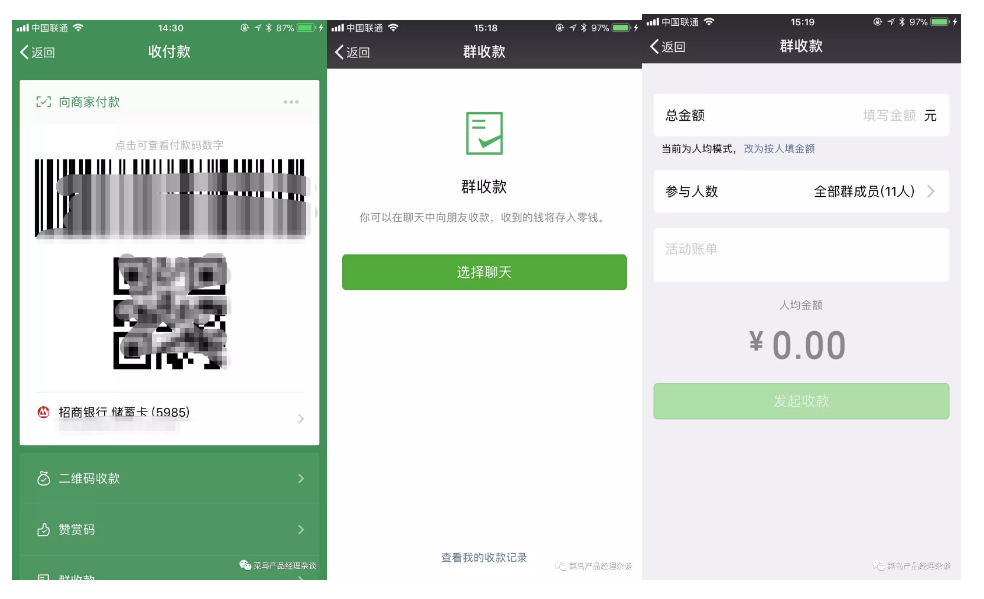 中国联通
14:30
87%
返回
收付款
向商家付款
点击可查看付款码数字
招商银行 储蓄卡 (5985)
二维码收款
赞赏码
群收款
菜鸟产品经理杂谈
中国联通
15:18
97%
返回
群收款
群收款
你可以在聊天中向朋友收款，收到的钱将存入零钱。
选择聊天
查看我的收款记录
菜鸟产品经理杂谈
中国联通
15:19
97%
返回
群收款
总金额
填写金额 元
当前为人均模式，改为按人填金额
参与人数
全部群成员(11人)
活动账单
人均金额
¥ 0.00
发起收款
菜鸟产品经理杂谈